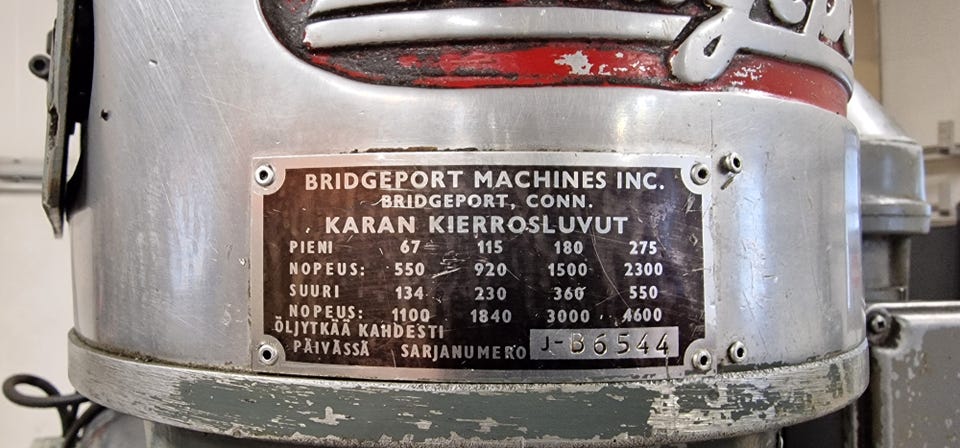 BRIDGEPORT MACHINES INC.
BRIDGEPORT, CONN.
KARAN KIERROSLUVUT
PIENI 67 115 180 275
NOPEUS: 550 920 1500 2300
SUURI 134 230 360 550
NOPEUS: 1100 1840 3000 4600
ÖLJYTKÄÄ KAHDESTI
PÄIVÄSSÄ SARJANUMERO J-B6544